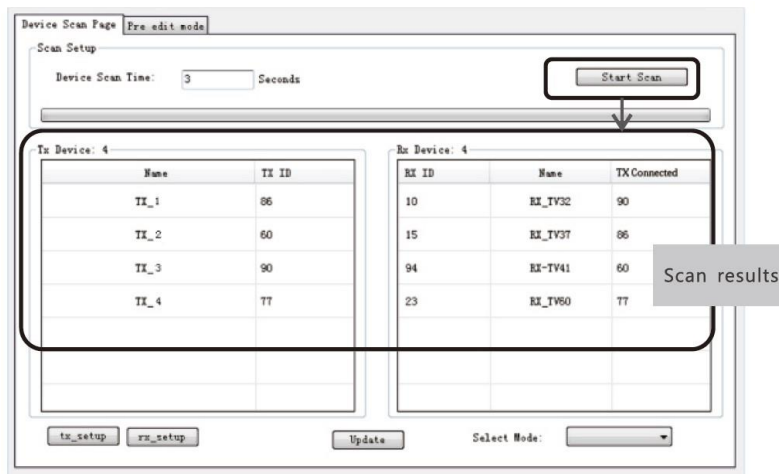 Device Scan Page Pre edit mode
Scan Setup
Device Scan Time: 3 Seconds Start Scan
Tx Device: 4 Rx Device: 4
Name TX ID RX ID Name TX Connected
TX_1 86 10 RX_TV32 90
TX_2 60 15 RX_TV37 86
TX_3 90 94 RX-TV41 60
TX_4 77 23 RX_TV60 77
Scan results
tx_setup rx_setup Update Select Mode: